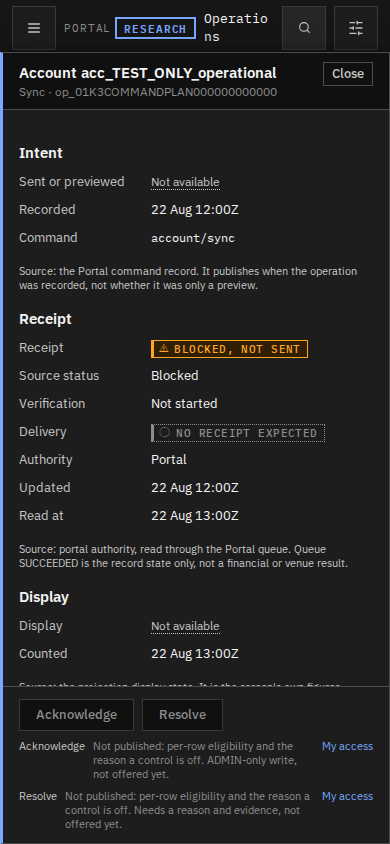 PORTAL RESEARCH Operatio
ns
Account acc_TEST_ONLY_operational
Close
Sync · op_01K3COMMANDPLAN000000000000
Intent
Sent or previewed Not available
Recorded 22 Aug 12:00Z
Command account/sync
Source: the Portal command record. It publishes when the operation
was recorded, not whether it was only a preview.
Receipt
Receipt ⚠ BLOCKED, NOT SENT
Source status Blocked
Verification Not started
Delivery NO RECEIPT EXPECTED
Authority Portal
Updated 22 Aug 12:00Z
Read at 22 Aug 13:00Z
Source: portal authority, read through the Portal queue. Queue
SUCCEEDED is the record state only, not a financial or venue result.
Display
Display Not available
Counted 22 Aug 13:00Z
Acknowledge Resolve
Acknowledge Not published: per-row eligibility and the My access
reason a control is off. ADMIN-only write,
not offered yet.
Resolve Not published: per-row eligibility and the reason a My access
control is off. Needs a reason and evidence, not
offered yet.